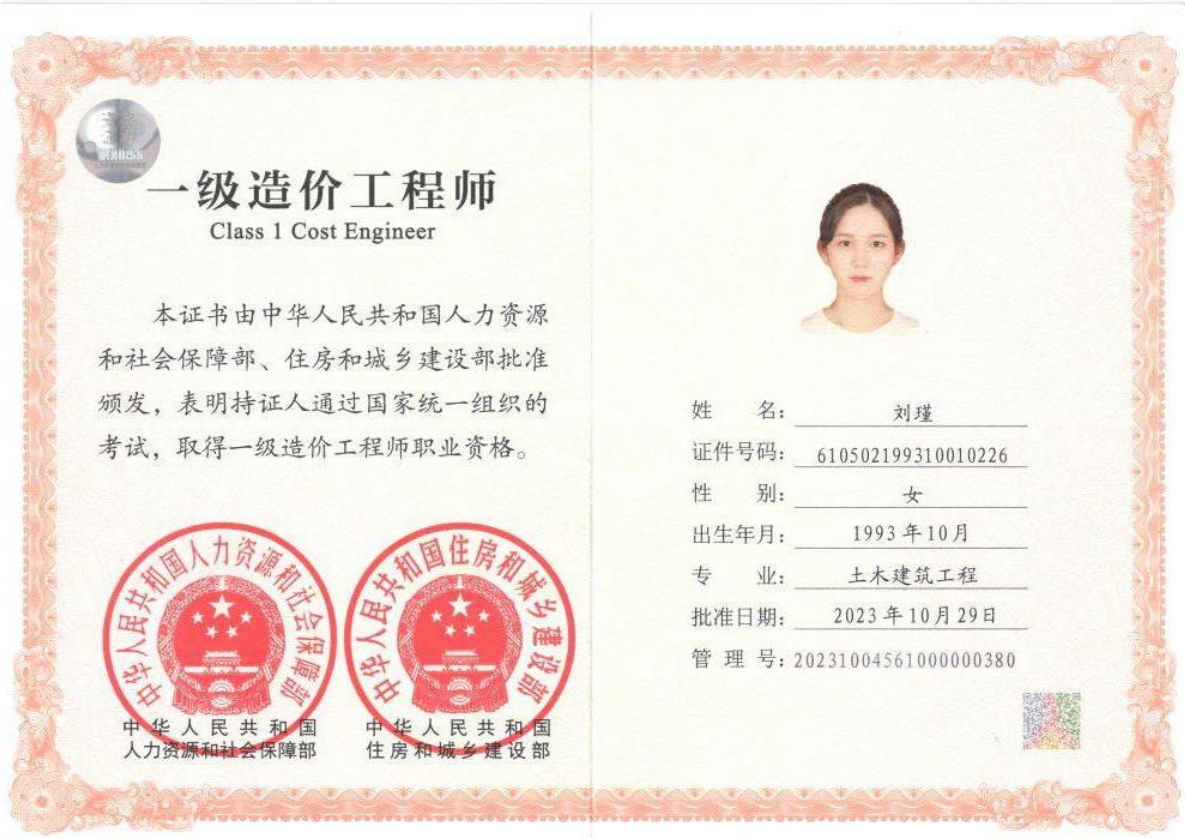 一级造价工程师
Class 1 Cost Engineer
本证书由中华人民共和国人力资源
和社会保障部、住房和城乡建设部批准
颁发，表明持证人通过国家统一组织的
考试，取得一级造价工程师职业资格。
中华人民共和国人力资源和社会保障部
中华人民共和国
人力资源和社会保障部
中华人民共和国住房和城乡建设部
中华人民共和国
住房和城乡建设部
姓 名： 刘瑾
证件号码： 610502199310010226
性 别： 女
出生年月： 1993年10月
专 业： 土木建筑工程
批准日期： 2023年10月29日
管 理 号：20231004561000000380